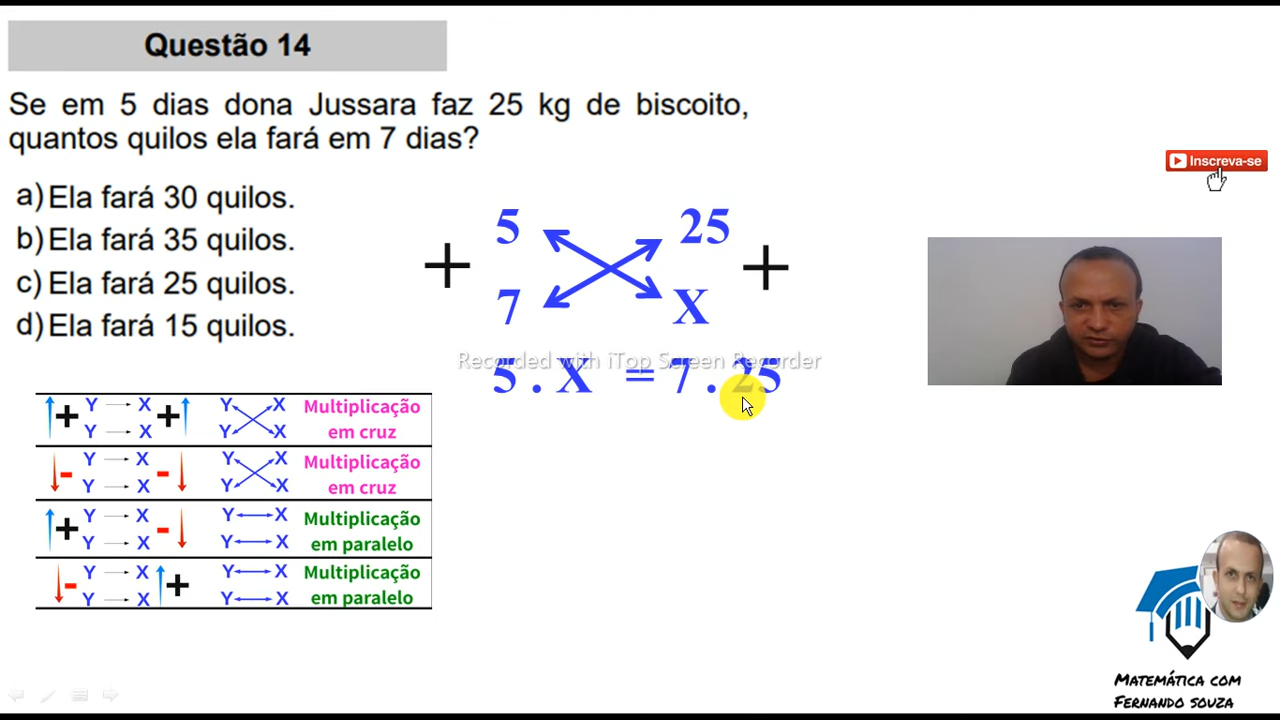 Questão 14
Se em 5 dias dona Jussara faz 25 kg de biscoito,
quantos quilos ela fará em 7 dias?
a) Ela fará 30 quilos.
b) Ela fará 35 quilos.
c) Ela fará 25 quilos.
d) Ela fará 15 quilos.
Inscreva-se
5 25
+ +
7 X
Recorded with iTop Screen Recorder
5 . X = 7 . 25
+ Y X + Y X Multiplicação
Y X Y X em cruz
- Y X - Y X Multiplicação
Y X Y X em cruz
+ Y X - Y X Multiplicação
Y X Y X em paralelo
- Y X + Y X Multiplicação
Y X Y X em paralelo
Matemática com
Fernando Souza